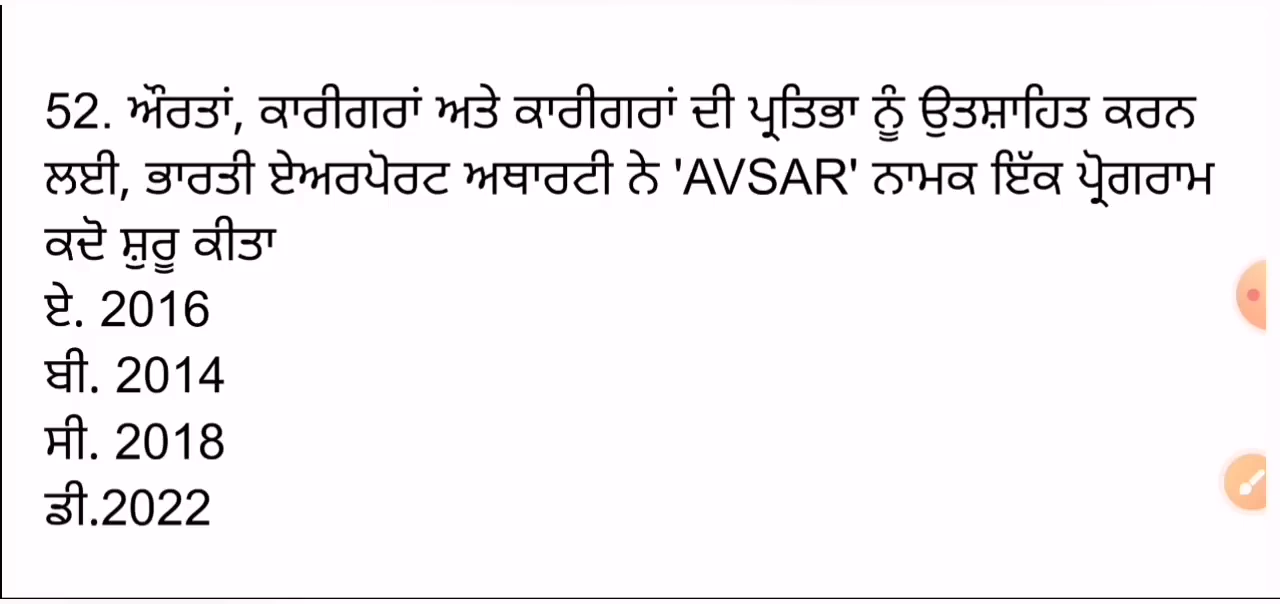 52. ਔਰਤਾਂ, ਕਾਰੀਗਰਾਂ ਅਤੇ ਕਾਰੀਗਰਾਂ ਦੀ ਪ੍ਰਤਿਭਾ ਨੂੰ ਉਤਸ਼ਾਹਿਤ ਕਰਨ
ਲਈ, ਭਾਰਤੀ ਏਅਰਪੋਰਟ ਅਥਾਰਟੀ ਨੇ 'AVSAR' ਨਾਮਕ ਇੱਕ ਪ੍ਰੋਗਰਾਮ
ਕਦੋ ਸ਼ੁਰੂ ਕੀਤਾ
ਏ. 2016
ਬੀ. 2014
ਸੀ. 2018
ਡੀ.2022